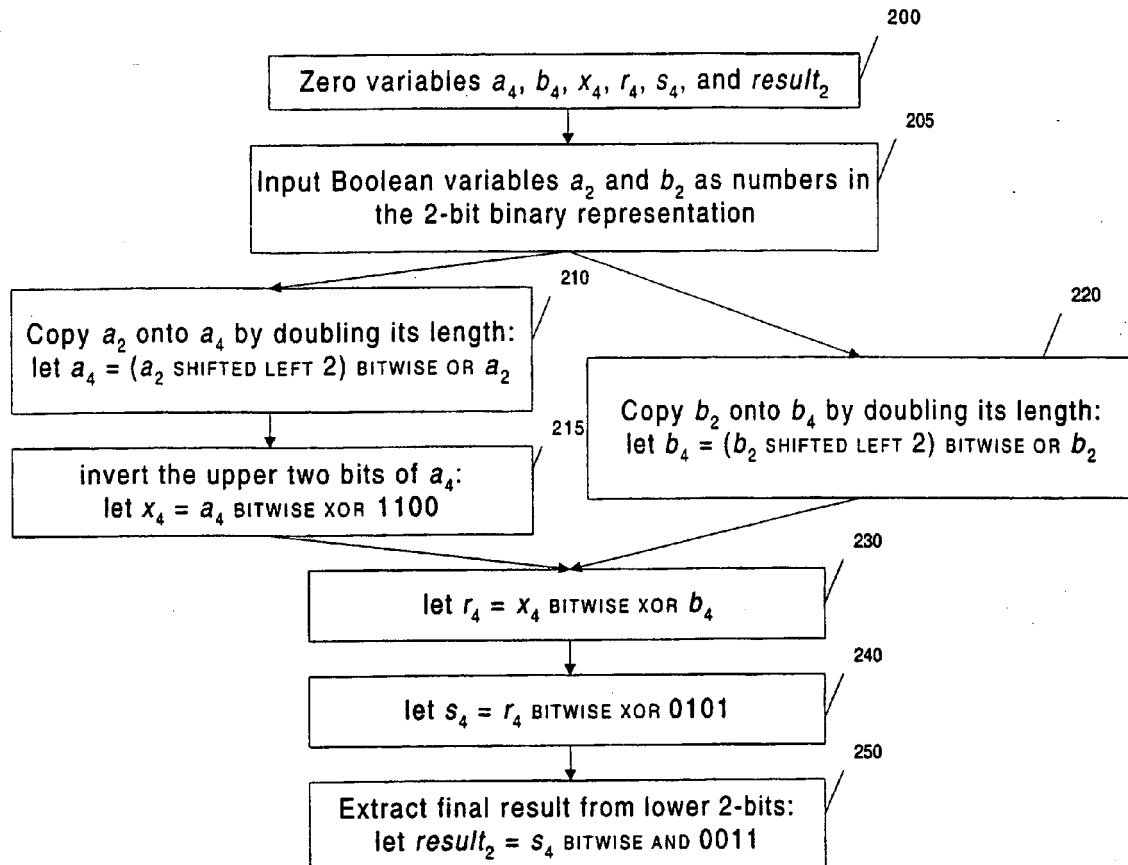 200
Zero variables a₄, b₄, x₄, r₄, s₄, and result₂
205
Input Boolean variables a₂ and b₂ as numbers in
the 2-bit binary representation
210
Copy a₂ onto a₄ by doubling its length:
let a₄ = (a₂ SHIFTED LEFT 2) BITWISE OR a₂
220
Copy b₂ onto b₄ by doubling its length:
let b₄ = (b₂ SHIFTED LEFT 2) BITWISE OR b₂
215
invert the upper two bits of a₄:
let x₄ = a₄ BITWISE XOR 1100
230
let r₄ = x₄ BITWISE XOR b₄
240
let s₄ = r₄ BITWISE XOR 0101
250
Extract final result from lower 2-bits:
let result₂ = s₄ BITWISE AND 0011